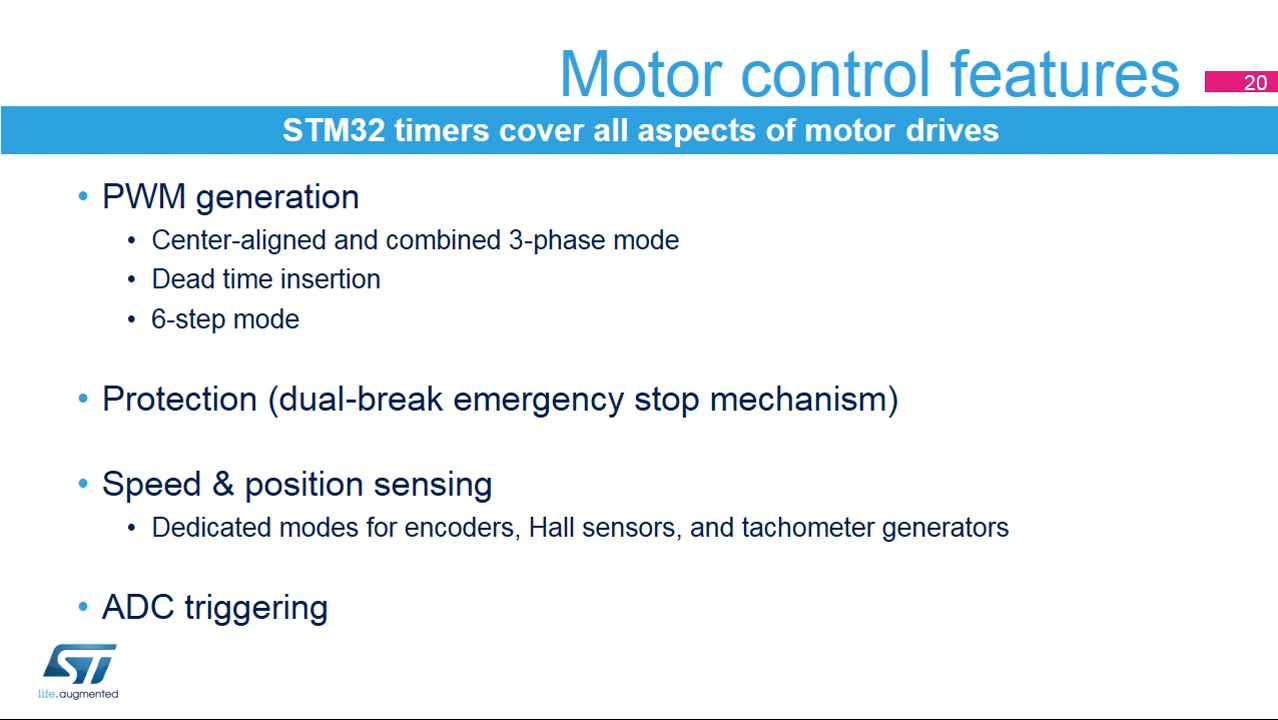 Motor control features
20
STM32 timers cover all aspects of motor drives
• PWM generation
• Center-aligned and combined 3-phase mode
• Dead time insertion
• 6-step mode
• Protection (dual-break emergency stop mechanism)
• Speed & position sensing
• Dedicated modes for encoders, Hall sensors, and tachometer generators
• ADC triggering
ST
life.augmented